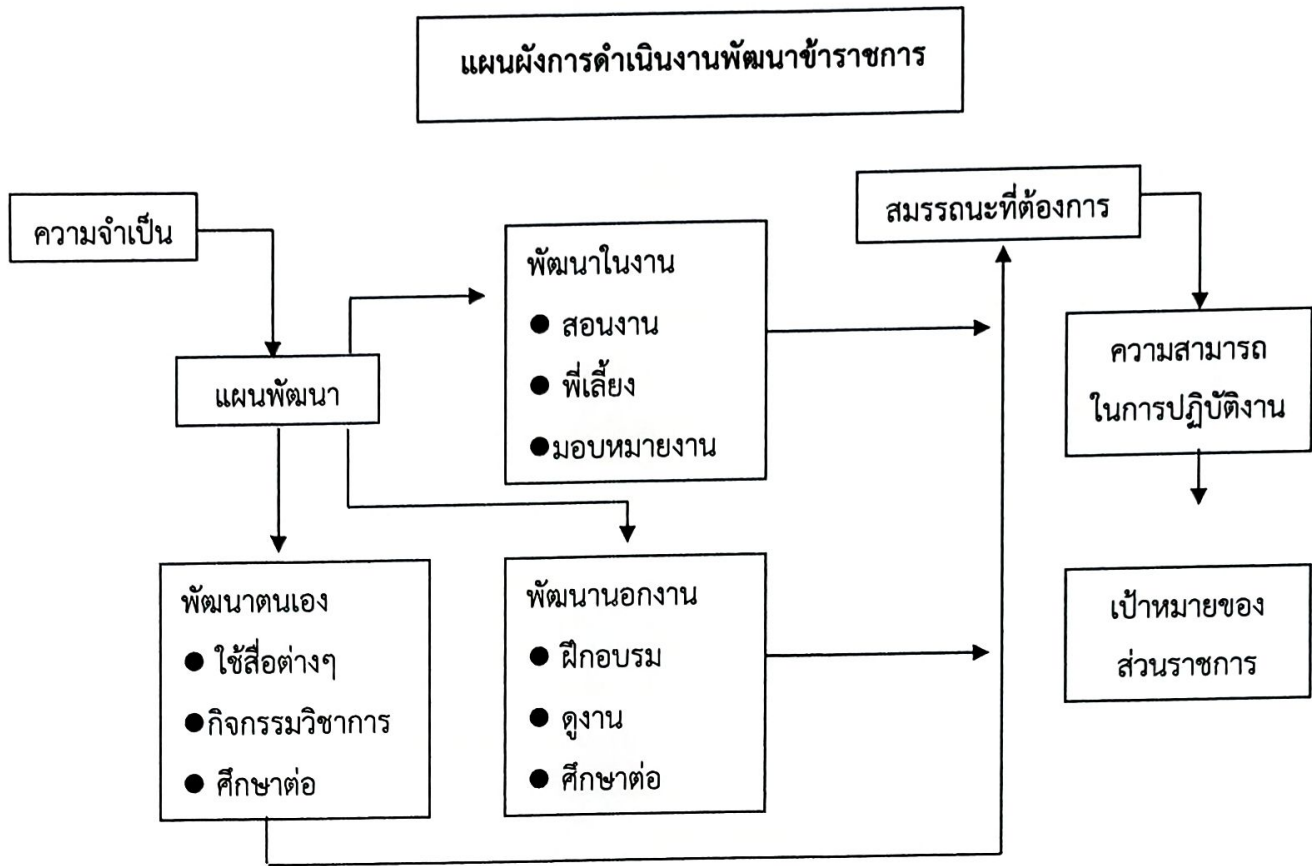 แผนผังการดำเนินงานพัฒนาข้าราชการ
ความจำเป็น
แผนพัฒนา
พัฒนาในงาน
● สอนงาน
● พี่เลี้ยง
●มอบหมายงาน
พัฒนาตนเอง
● ใช้สื่อต่างๆ
●กิจกรรมวิชาการ
● ศึกษาต่อ
พัฒนานอกงาน
● ฝึกอบรม
● ดูงาน
● ศึกษาต่อ
สมรรถนะที่ต้องการ
ความสามารถ
ในการปฏิบัติงาน
เป้าหมายของ
ส่วนราชการ